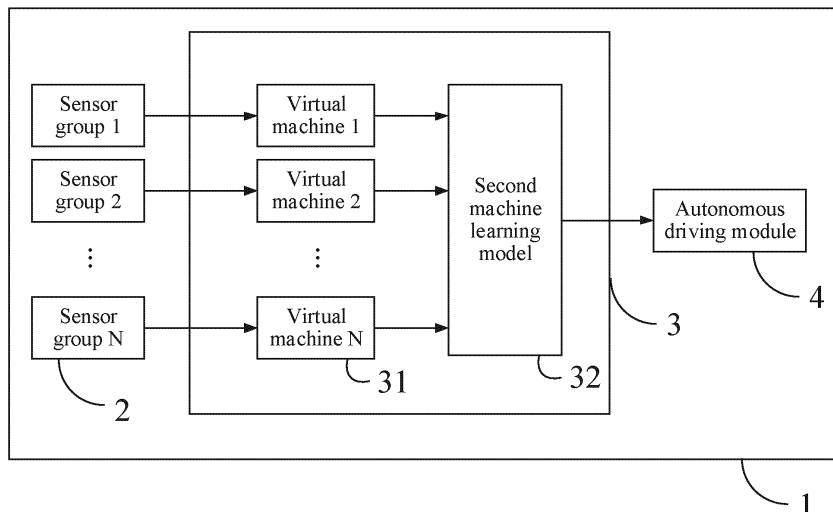 Sensor
group 1
Virtual
machine 1
Sensor
group 2
Virtual
machine 2
Second
machine
learning
model
Autonomous
driving module
⋮
⋮
4
3
Sensor
group N
Virtual
machine N
31
32
2
1